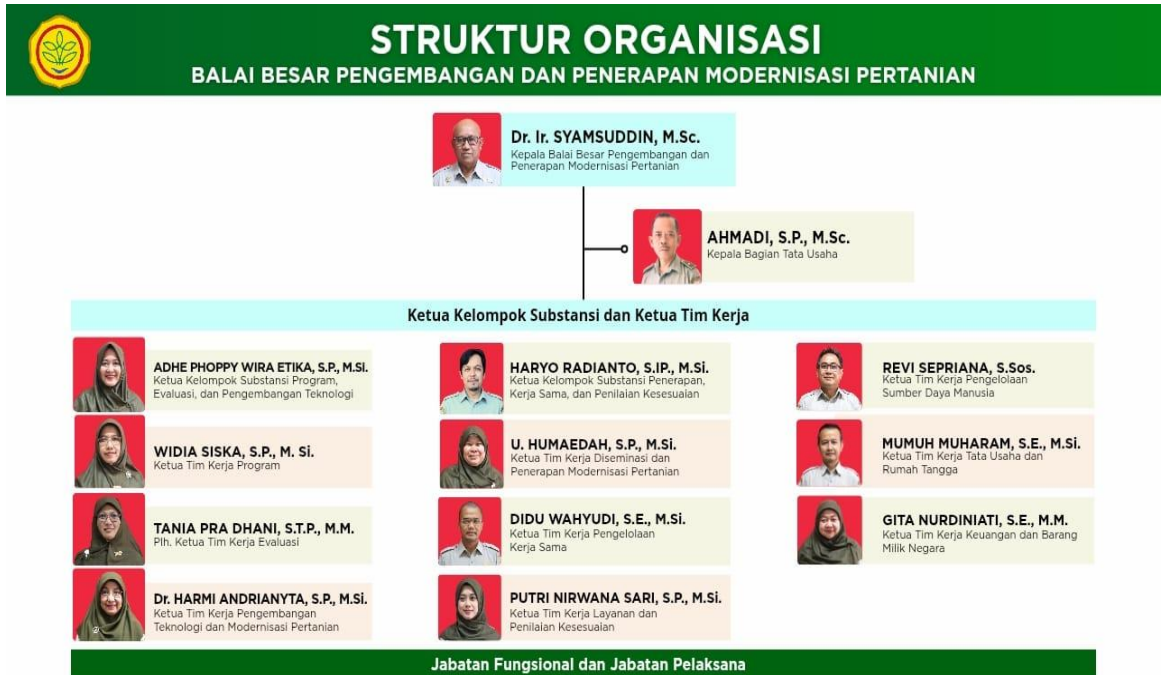 STRUKTUR ORGANISASI
BALAI BESAR PENGEMBANGAN DAN PENERAPAN MODERNISASI PERTANIAN
Dr. Ir. SYAMSUDDIN, M.Sc.
Kepala Balai Besar Pengembangan dan
Penerapan Modernisasi Pertanian
AHMADI, S.P., M.Sc.
Kepala Bagian Tata Usaha
Ketua Kelompok Substansi dan Ketua Tim Kerja
ADHE PHOPPY WIRA ETIKA, S.P., M.Si.
Ketua Kelompok Substansi Program,
Evaluasi, dan Pengembangan Teknologi
WIDIA SISKA, S.P., M. Si.
Ketua Tim Kerja Program
TANIA PRA DHANI, S.T.P., M.M.
Plh. Ketua Tim Kerja Evaluasi
Dr. HARMI ANDRIANYTA, S.P., M.Si.
Ketua Tim Kerja Pengembangan
Teknologi dan Modernisasi Pertanian
HARYO RADIANTO, S.IP., M.Si.
Ketua Kelompok Substansi Penerapan,
Kerja Sama, dan Penilaian Kesesuaian
U. HUMAEDAH, S.P., M.Si.
Ketua Tim Kerja Diseminasi dan
Penerapan Modernisasi Pertanian
DIDU WAHYUDI, S.E., M.Si.
Ketua Tim Kerja Pengelolaan
Kerja Sama
PUTRI NIRWANA SARI, S.P., M.Si.
Ketua Tim Kerja Layanan dan
Penilaian Kesesuaian
REVI SEPRIANA, S.Sos.
Ketua Tim Kerja Pengelolaan
Sumber Daya Manusia
MUMUH MUHARAM, S.E., M.Si.
Ketua Tim Kerja Tata Usaha dan
Rumah Tangga
GITA NURDINIATI, S.E., M.M.
Ketua Tim Kerja Keuangan dan Barang
Milik Negara
Jabatan Fungsional dan Jabatan Pelaksana